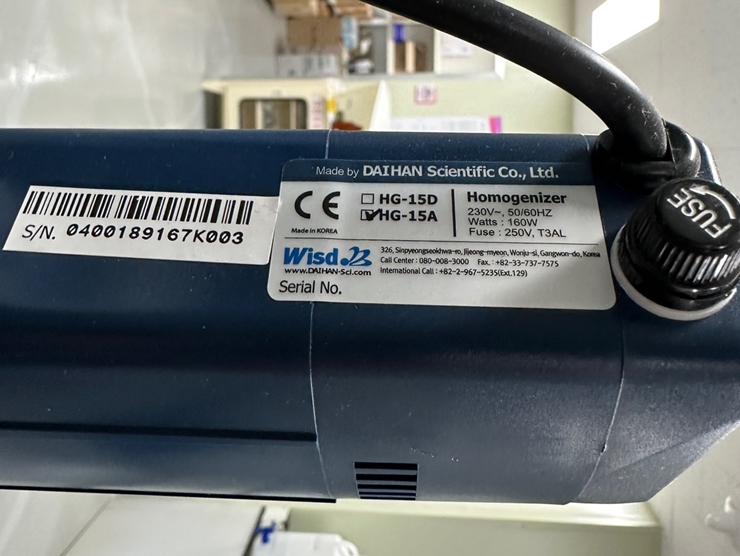 S/N. 0400189167K003
Made by DAIHAN Scientific Co., Ltd.
CE
Made in KOREA
☐ HG-15D
☑ HG-15A
Homogenizer
230V~, 50/60HZ
Watts : 160W
Fuse : 250V, T3AL
Wisd
www.DAIHAN-Sci.com
326, Sinpyeongseokhwa-ro, Jijeong-myeon, Wonju-si, Gangwon-do, Korea
Call Center : 080-008-3000 Fax. : +82-33-737-7575
International Call : +82-2-967-5235(Ext.129)
Serial No.
FUSE